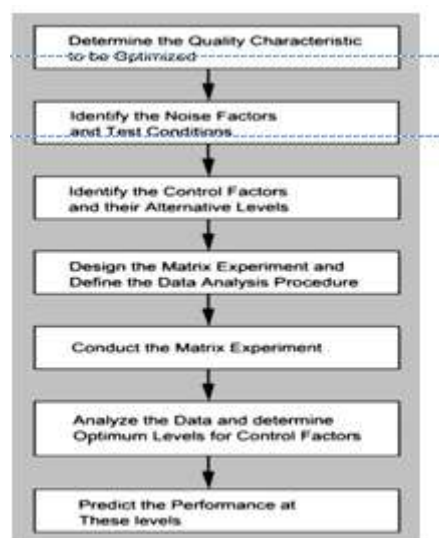 Determine the Quality Characteristic
to be Optimized
Identify the Noise Factors
and Test Conditions
Identify the Control Factors
and their Alternative Levels
Design the Matrix Experiment and
Define the Data Analysis Procedure
Conduct the Matrix Experiment
Analyze the Data and determine
Optimum Levels for Control Factors
Predict the Performance at
These levels